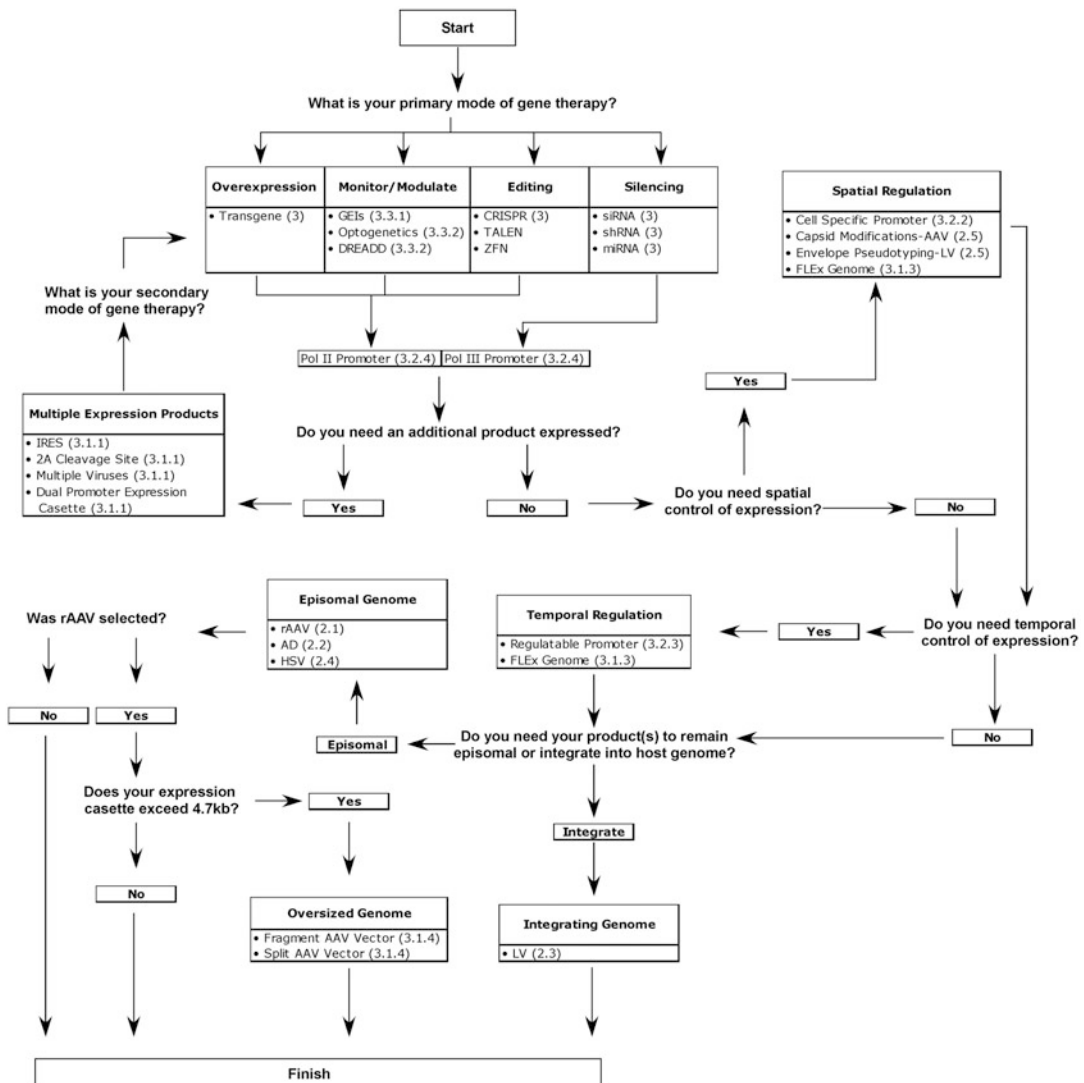 Start
What is your primary mode of gene therapy?
Overexpression
• Transgene (3)
Monitor/Modulate
• GEIs (3.3.1)
• Optogenetics (3.3.2)
• DREADD (3.3.2)
Editing
• CRISPR (3)
• TALEN
• ZFN
Silencing
• siRNA (3)
• shRNA (3)
• miRNA (3)
Spatial Regulation
• Cell Specific Promoter (3.2.2)
• Capsid Modifications-AAV (2.5)
• Envelope Pseudotyping-LV (2.5)
• FLEx Genome (3.1.3)
What is your secondary
mode of gene therapy?
Pol II Promoter (3.2.4)
Pol III Promoter (3.2.4)
Yes
Multiple Expression Products
• IRES (3.1.1)
• 2A Cleavage Site (3.1.1)
• Multiple Viruses (3.1.1)
• Dual Promoter Expression
Casette (3.1.1)
Do you need an additional product expressed?
Yes
No
Do you need spatial
control of expression?
No
Was rAAV selected?
Episomal Genome
• rAAV (2.1)
• AD (2.2)
• HSV (2.4)
Temporal Regulation
• Regulatable Promoter (3.2.3)
• FLEx Genome (3.1.3)
Yes
Do you need temporal
control of expression?
No
Yes
Episomal
Do you need your product(s) to remain
episomal or integrate into host genome?
No
Does your expression
casette exceed 4.7kb?
Yes
Integrate
No
Oversized Genome
• Fragment AAV Vector (3.1.4)
• Split AAV Vector (3.1.4)
Integrating Genome
• LV (2.3)
Finish